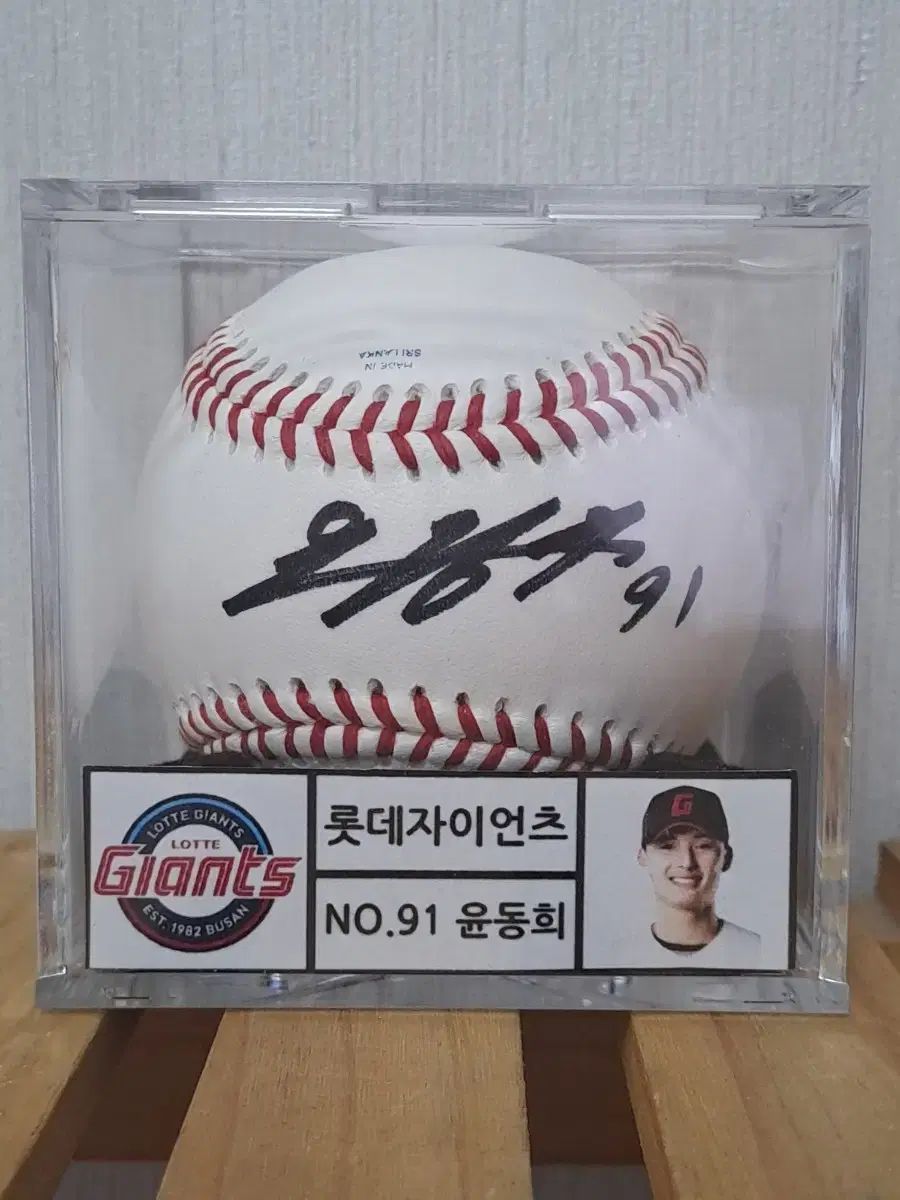 MADE IN
SRI LANKA
91
LOTTE GIANTS
LOTTE
Giants
EST. 1982 BUSAN
롯데자이언츠
NO.91 윤동희
G